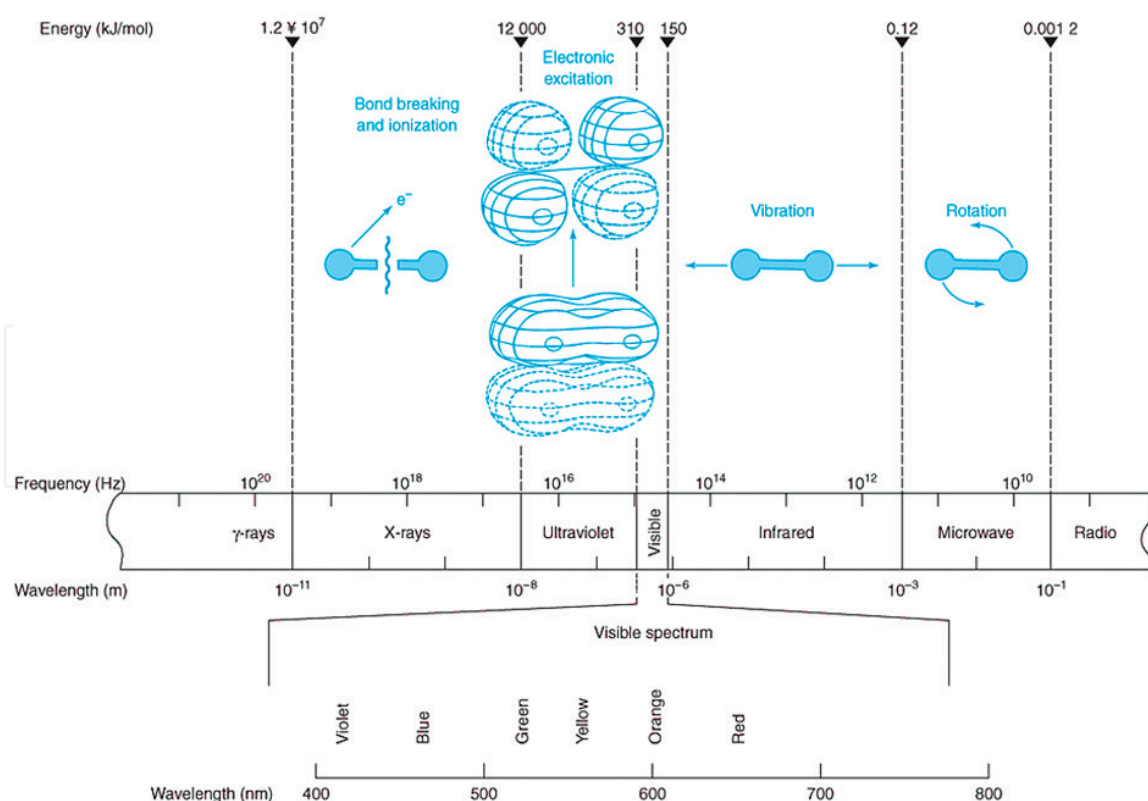 Energy (kJ/mol) 1.2 ¥ 10⁷ 12 000 310 150 0.12 0.001 2
Electronic
excitation
Bond breaking
and ionization
e⁻
Vibration
Rotation
Frequency (Hz) 10²⁰ 10¹⁸ 10¹⁶ 10¹⁴ 10¹² 10¹⁰
γ-rays X-rays Ultraviolet Visible Infrared Microwave Radio
Wavelength (m) 10⁻¹¹ 10⁻⁸ 10⁻⁶ 10⁻³ 10⁻¹
Visible spectrum
Violet Blue Green Yellow Orange Red
Wavelength (nm) 400 500 600 700 800